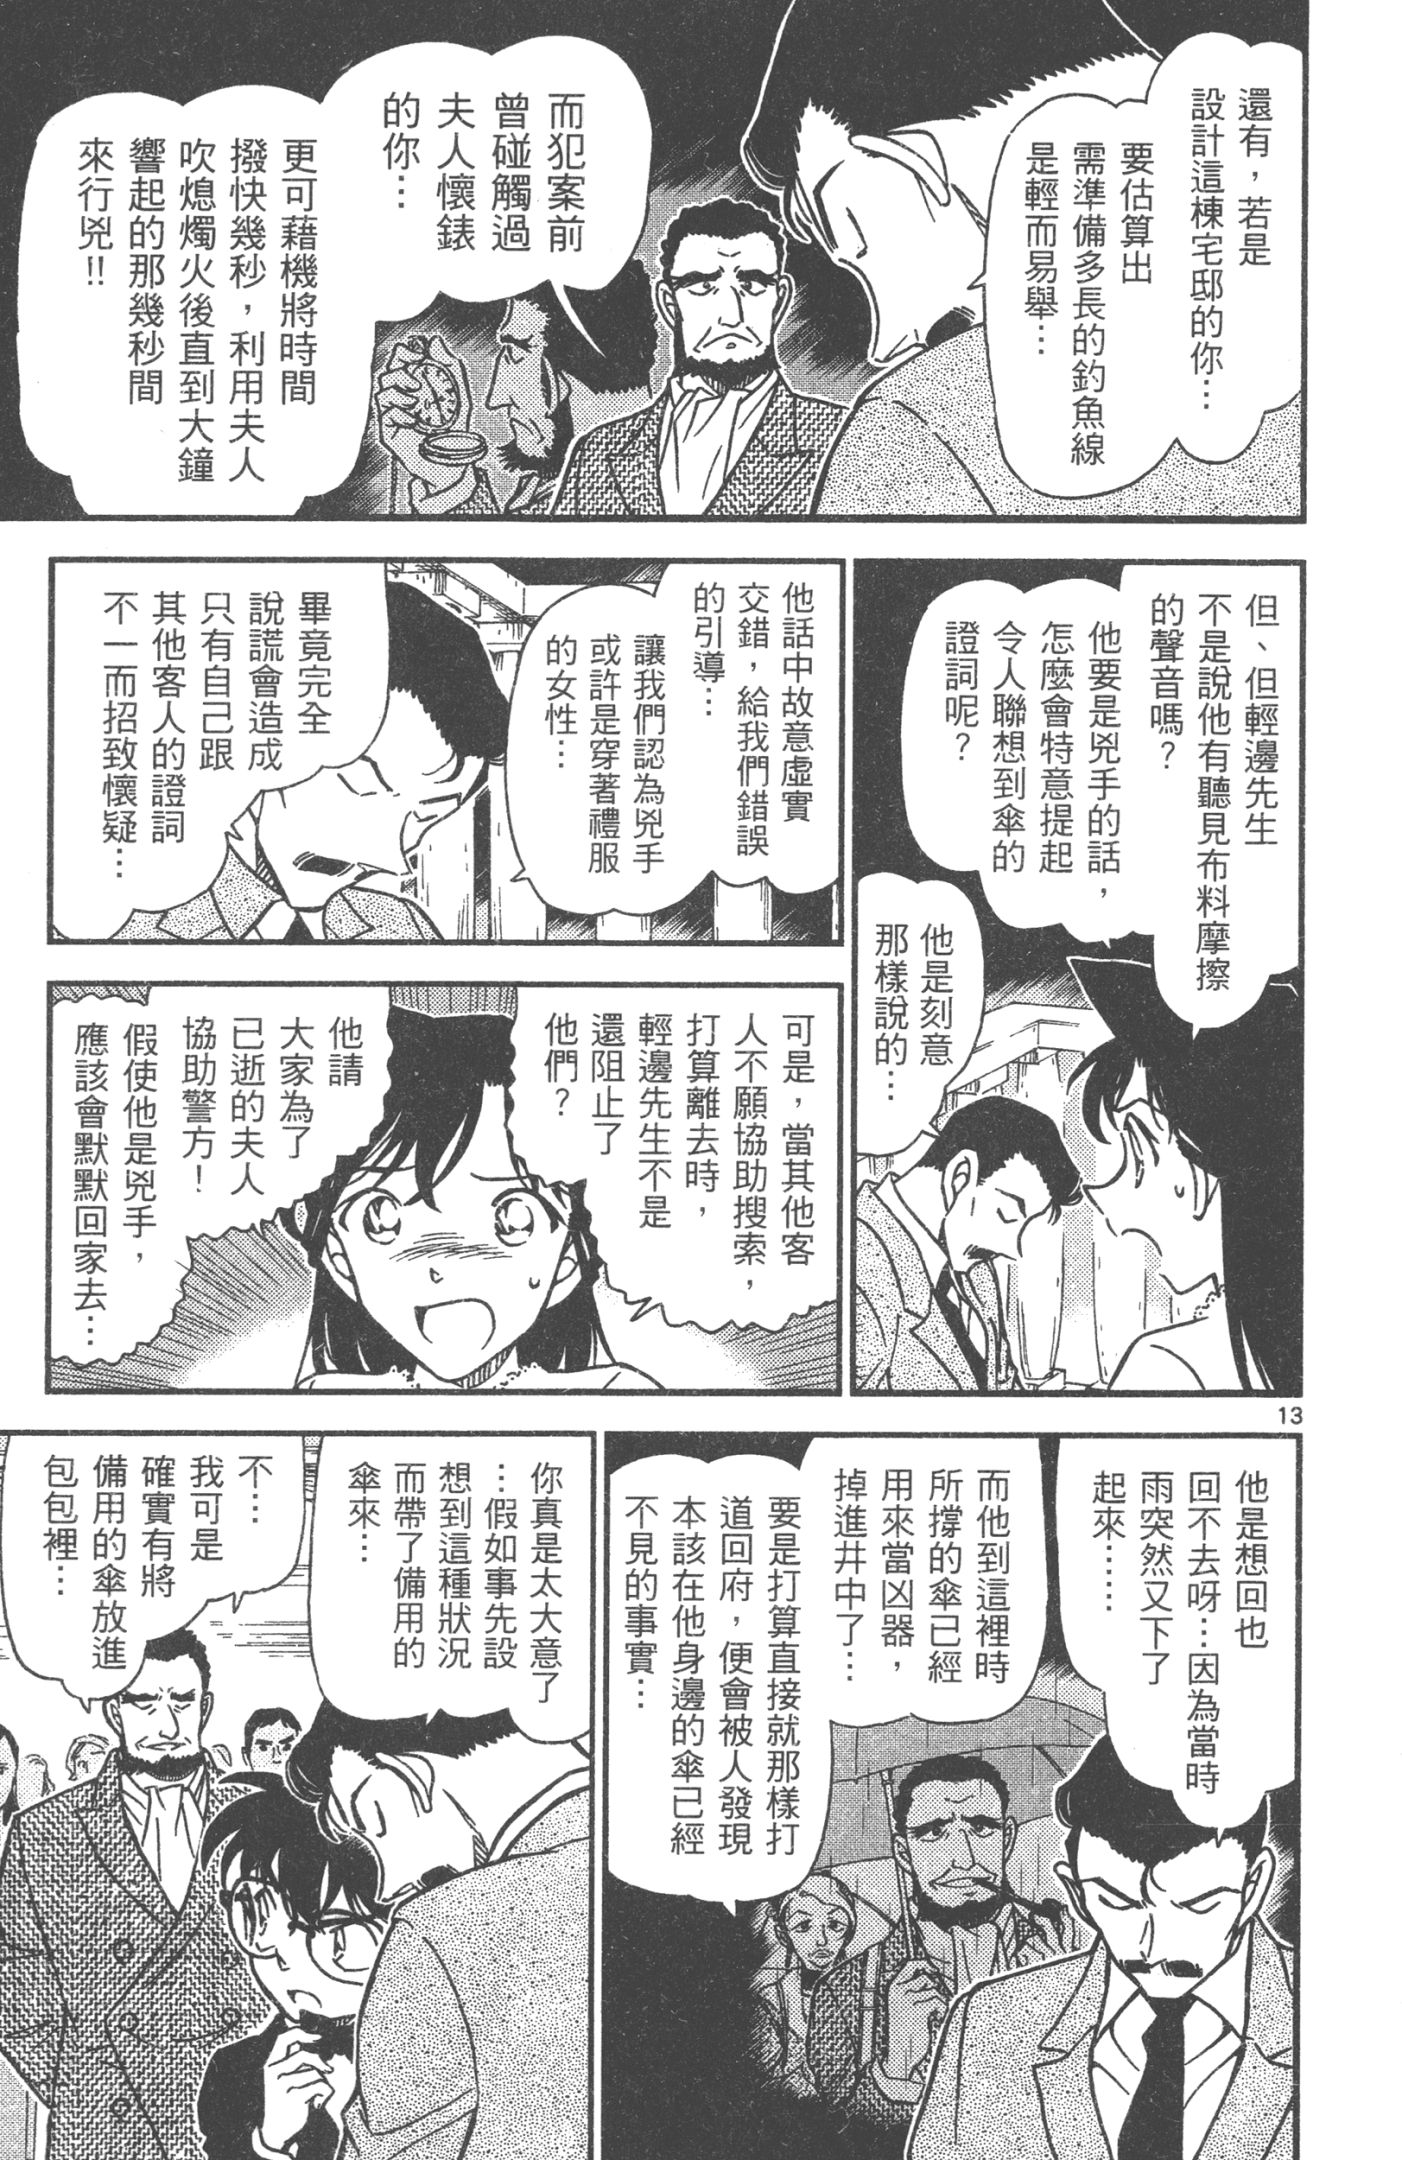 還有，若是
設計這棟宅邸的你…
要估算出
需準備多長的釣魚線
是輕而易舉…
而犯案前
曾碰觸過
夫人懷錶
的你…
更可藉機將時間
撥快幾秒，利用夫人
吹熄燭火後直到大鐘
響起的那幾秒間
來行兇!!
但、但輕邊先生
不是說他有聽見布料摩擦
的聲音嗎？
他要是兇手的話，
怎麼會特意提起
令人聯想到傘的
證詞呢？
他是刻意
那樣說的…
他話中故意虛實
交錯，給我們錯誤
的引導…
讓我們認為兇手
或許是穿著禮服
的女性…
畢竟完全
說謊會造成
只有自己跟
其他客人的證詞
不一而招致懷疑…
可是，當其他客
人不願協助搜索，
打算離去時，
輕邊先生不是
還阻止了
他們？
他請
大家為了
已逝的夫人
協助警方！
假使他是兇手，
應該會默默回家去…
13
他是想回也
回不去呀…因為當時
雨突然又下了
起來……
而他到這裡時
所撐的傘已經
用來當凶器，
掉進井中了…
要是打算直接就那樣打
道回府，便會被人發現
本該在他身邊的傘已經
不見的事實…
你真是太大意了
…假如事先設
想到這種狀況
而帶了備用的
傘來…
不…
我可是
確實有將
備用的傘放進
包包裡…